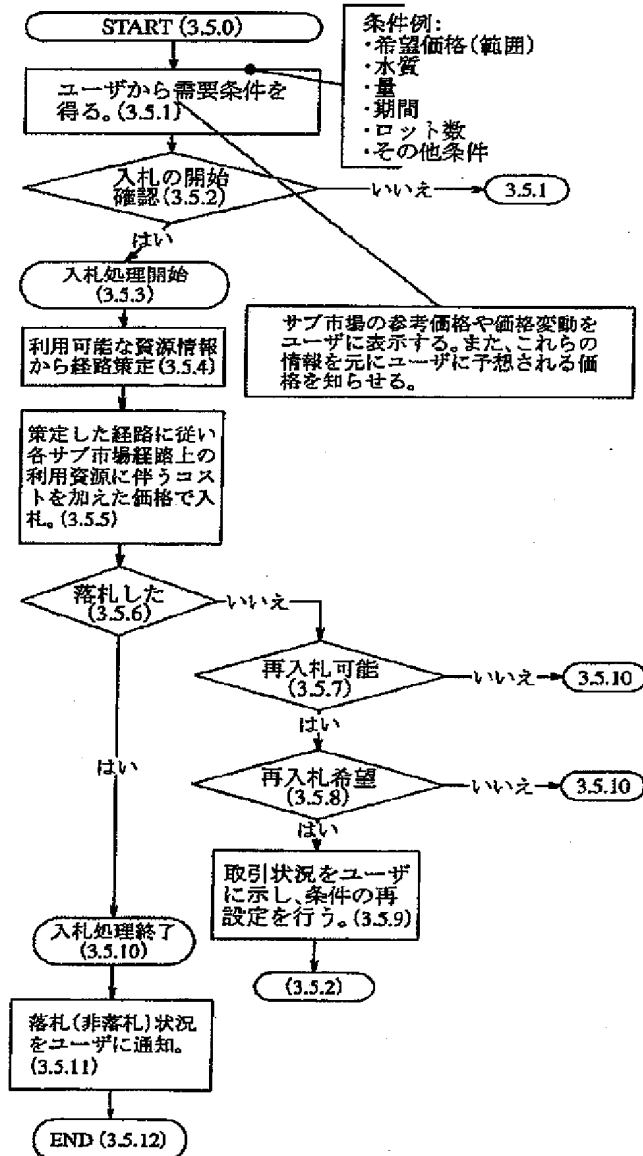 START (3.5.0)
条件例:
・希望価格(範囲)
・水質
・量
・期間
・ロット数
・その他条件
ユーザから需要条件を
得る。(3.5.1)
入札の開始
確認(3.5.2)
いいえ
3.5.1
はい
入札処理開始
(3.5.3)
サブ市場の参考価格や価格変動を
ユーザに表示する。また、これらの
情報を元にユーザに予想される価
格を知らせる。
利用可能な資源情報
から経路策定(3.5.4)
策定した経路に従い
各サブ市場経路上の
利用資源に伴うコス
トを加えた価格で入
札。(3.5.5)
落札した
(3.5.6)
いいえ
再入札可能
(3.5.7)
いいえ
3.5.10
はい
はい
再入札希望
(3.5.8)
いいえ
3.5.10
はい
取引状況をユーザ
に示し、条件の再
設定を行う。(3.5.9)
(3.5.2)
入札処理終了
(3.5.10)
落札(非落札)状況
をユーザに通知。
(3.5.11)
END (3.5.12)